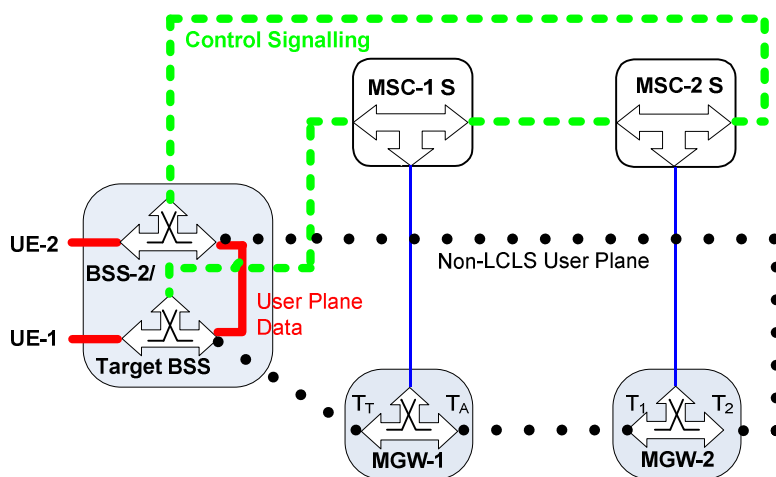 Control Signalling
MSC-1 S
MSC-2 S
UE-2
BSS-2/
Non-LCLS User Plane
User Plane
Data
UE-1
Target BSS
TT
TA
T1
T2
MGW-1
MGW-2